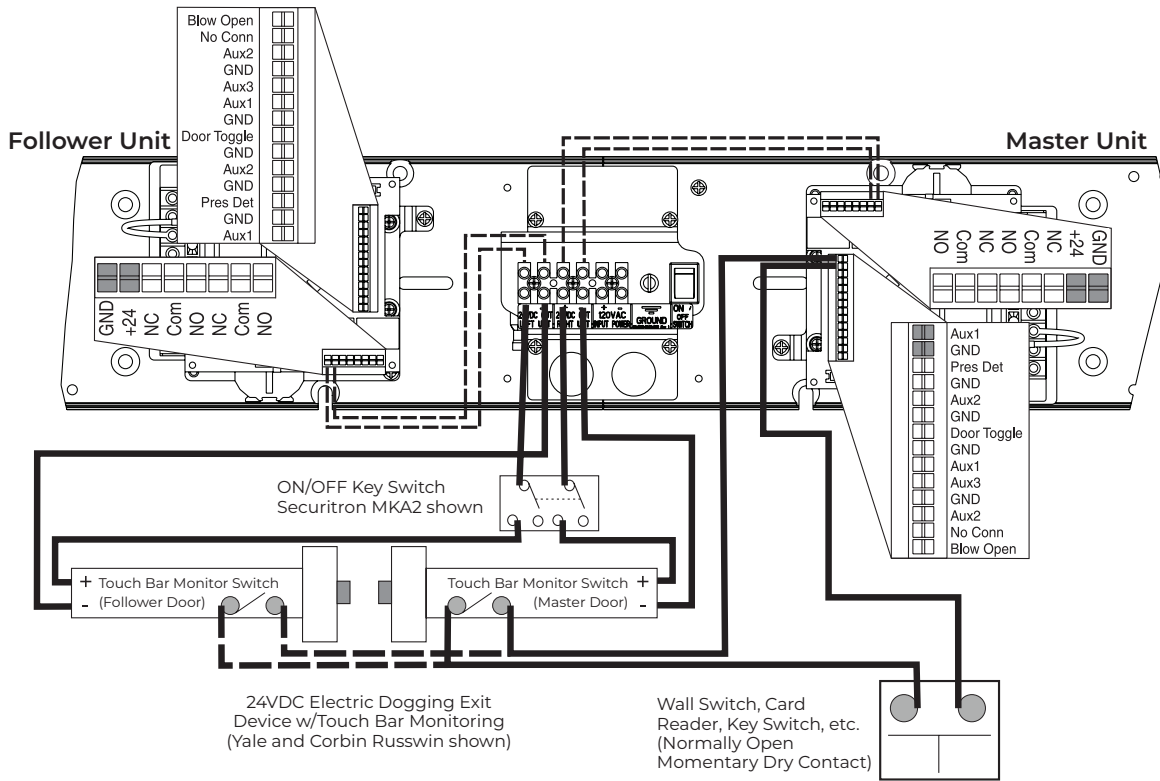 Blow Open
No Conn
Aux2
GND
Aux3
Aux1
GND
Door Toggle
GND
Aux2
GND
Pres Det
GND
Aux1
Follower Unit
Master Unit
GND
+24
NC
Com
NO
NC
Com
NO
NO
Com
NC
NO
Com
NC
+24
GND
120VAC
INPUT POWER
GROUND
ON /
OFF
SWITCH
Aux1
GND
Pres Det
GND
Aux2
GND
Door Toggle
GND
Aux1
Aux3
GND
Aux2
No Conn
Blow Open
ON/OFF Key Switch
Securitron MKA2 shown
+ Touch Bar Monitor Switch
- (Follower Door)
Touch Bar Monitor Switch +
(Master Door) -
24VDC Electric Dogging Exit
Device w/Touch Bar Monitoring
(Yale and Corbin Russwin shown)
Wall Switch, Card
Reader, Key Switch, etc.
(Normally Open
Momentary Dry Contact)